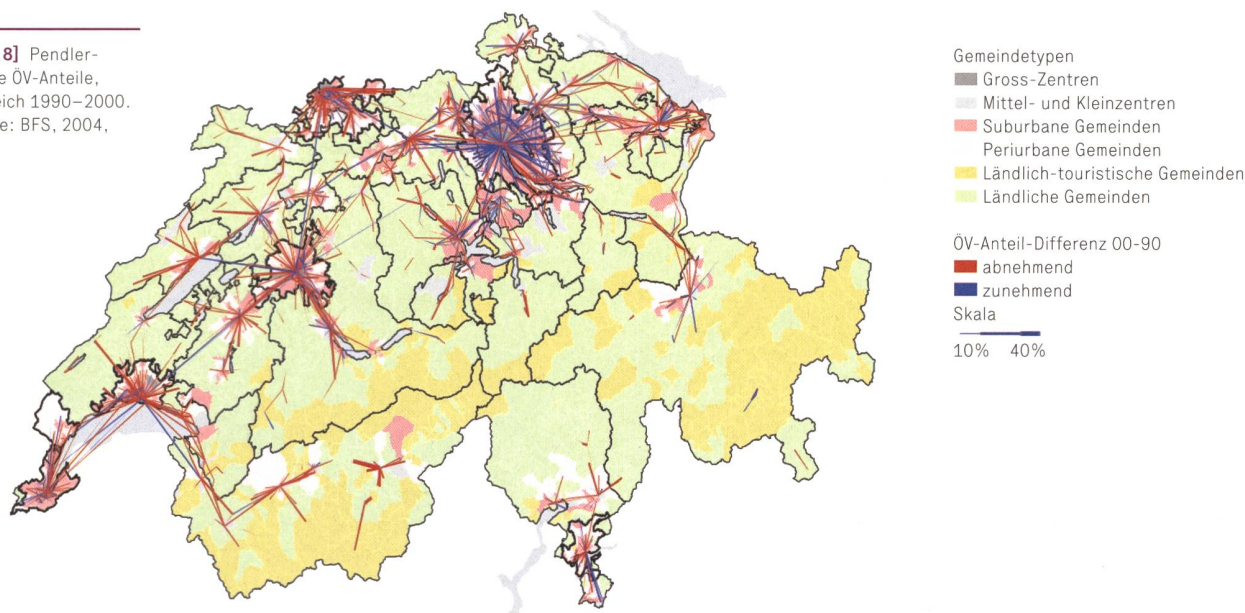 8] Pendler-
e ÖV-Anteile,
eich 1990–2000.
e: BFS, 2004,
Gemeindetypen
Gross-Zentren
Mittel- und Kleinzentren
Suburbane Gemeinden
Periurbane Gemeinden
Ländlich-touristische Gemeinden
Ländliche Gemeinden
ÖV-Anteil-Differenz 00-90
abnehmend
zunehmend
Skala
10% 40%